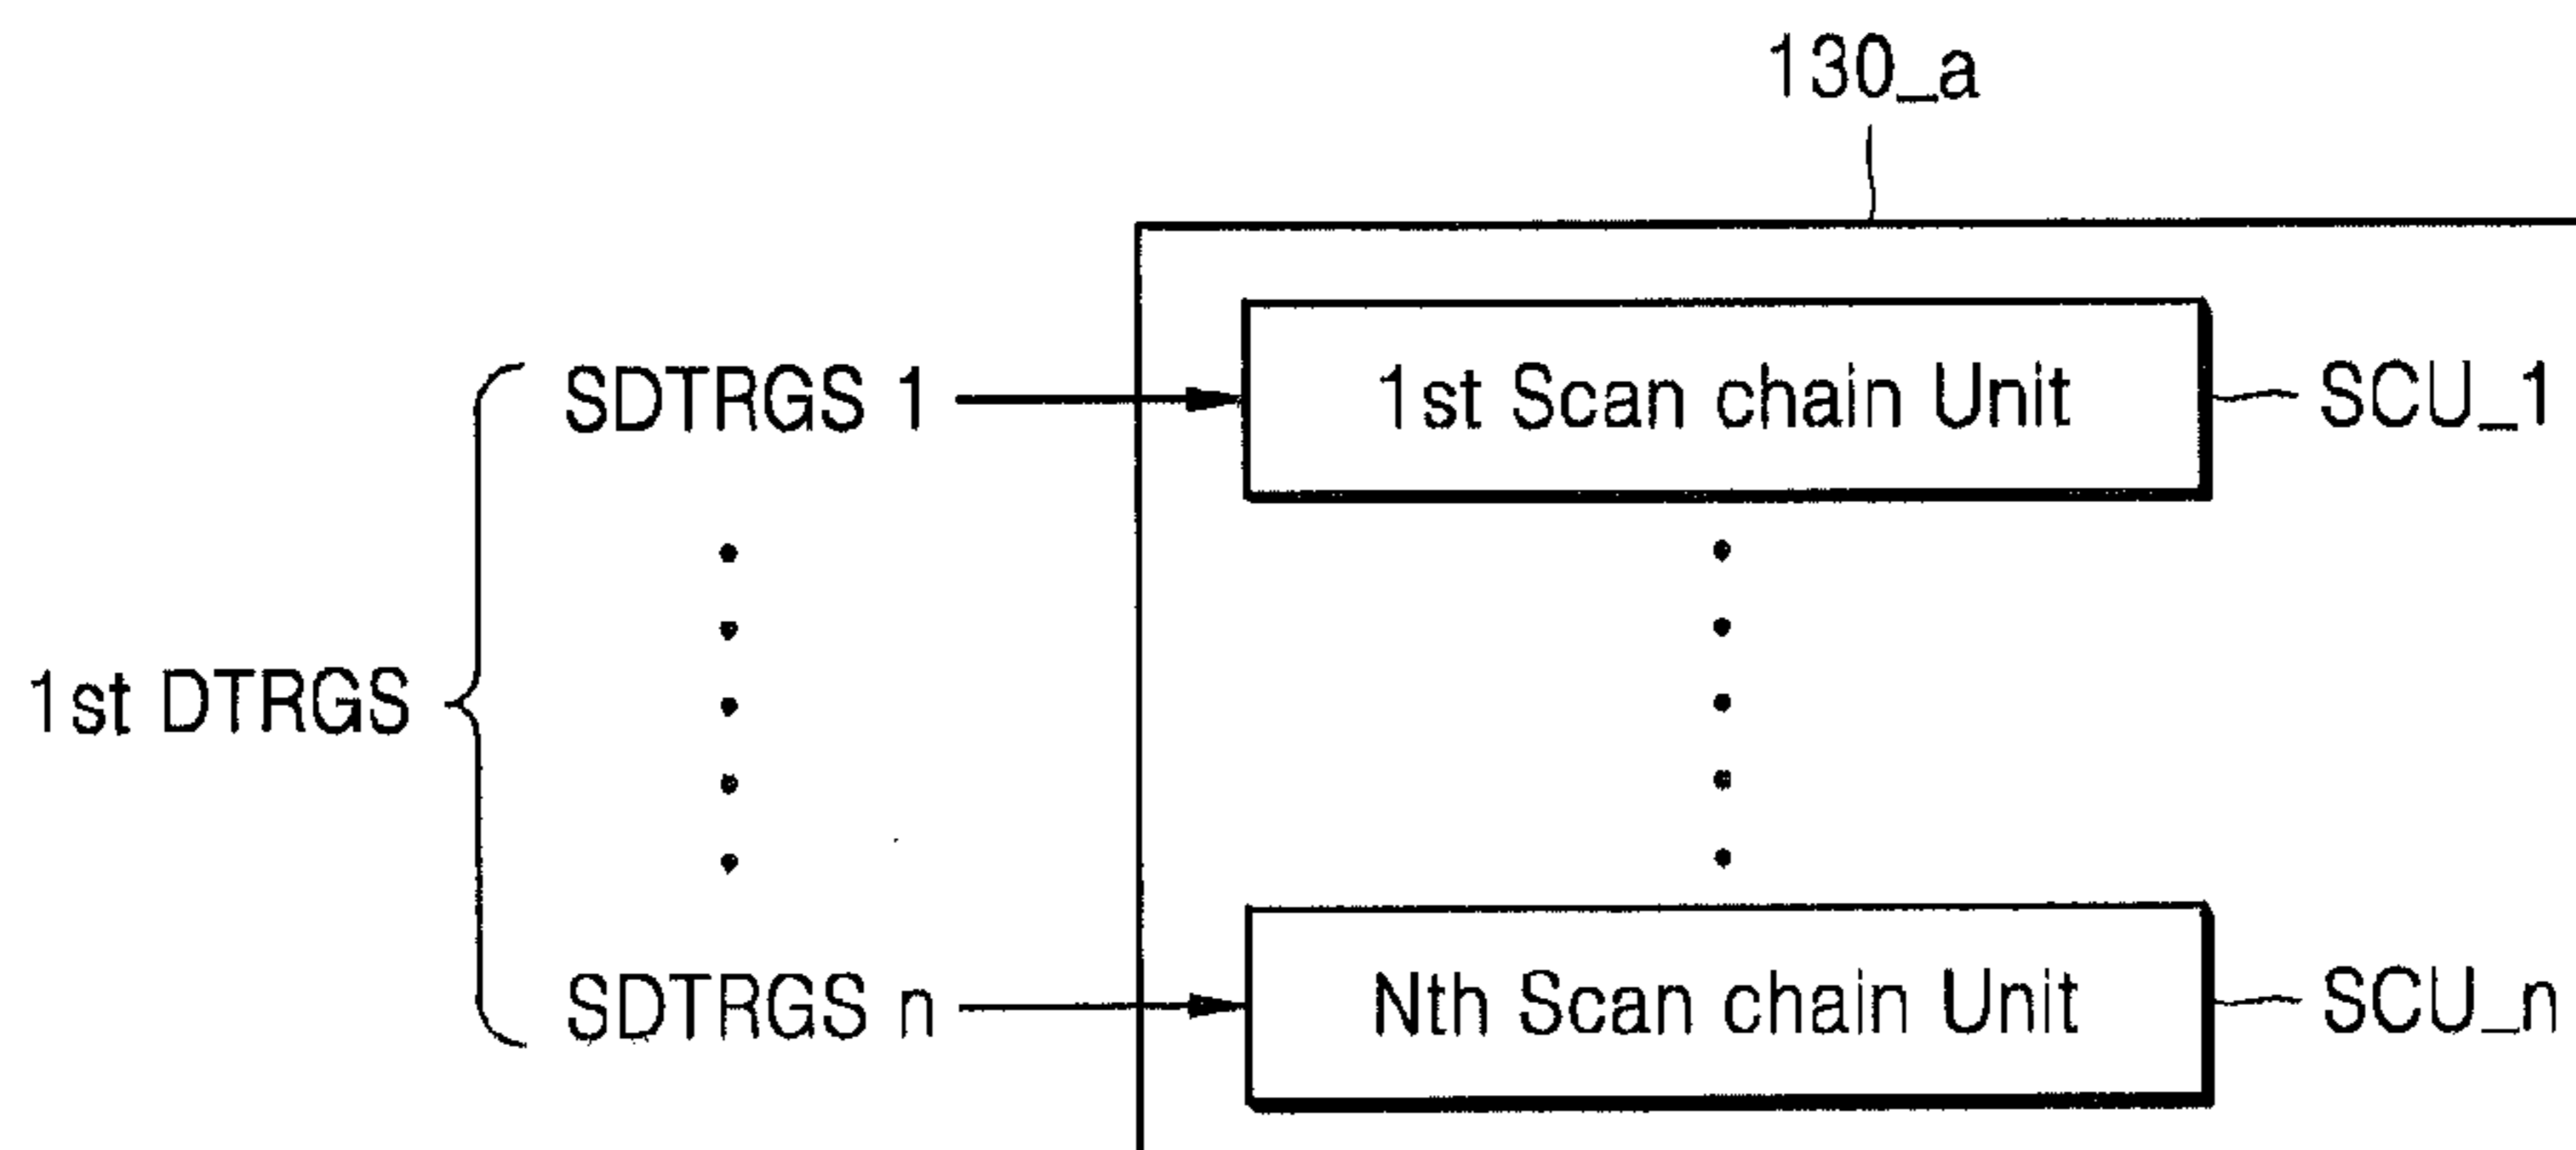 130_a
SDTRGS 1
1st Scan chain Unit
SCU_1
1st DTRGS
SDTRGS n
Nth Scan chain Unit
SCU_n